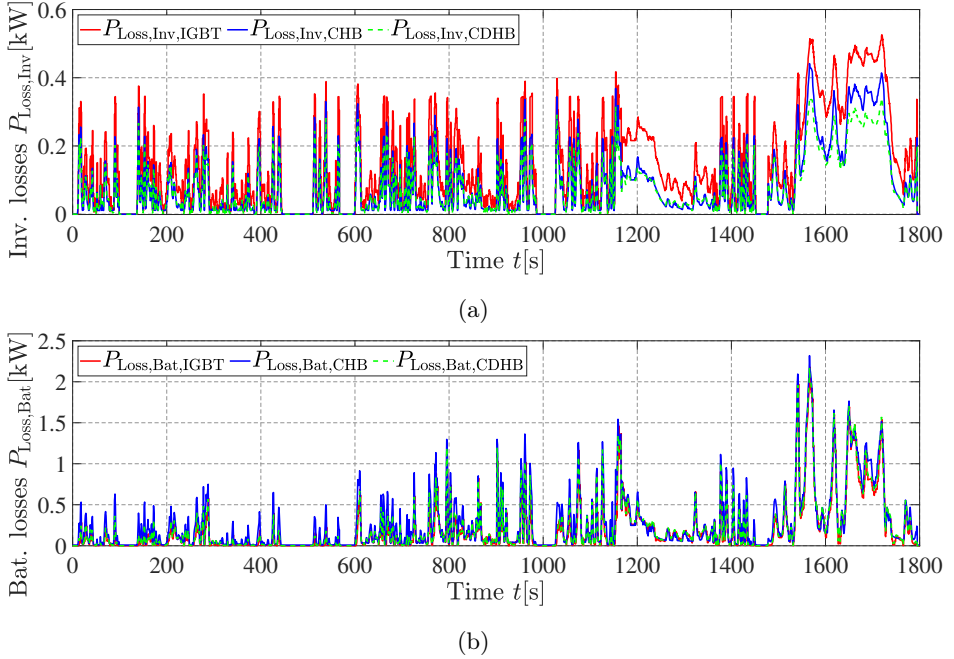 Inv. losses P_Loss,Inv[kW]
P_Loss,Inv,IGBT P_Loss,Inv,CHB P_Loss,Inv,CDHB
0.6
0.4
0.2
0
0 200 400 600 800 1000 1200 1400 1600 1800
Time t[s]
(a)
Bat. losses P_Loss,Bat[kW]
P_Loss,Bat,IGBT P_Loss,Bat,CHB P_Loss,Bat,CDHB
2.5
2
1.5
1
0.5
0
0 200 400 600 800 1000 1200 1400 1600 1800
Time t[s]
(b)